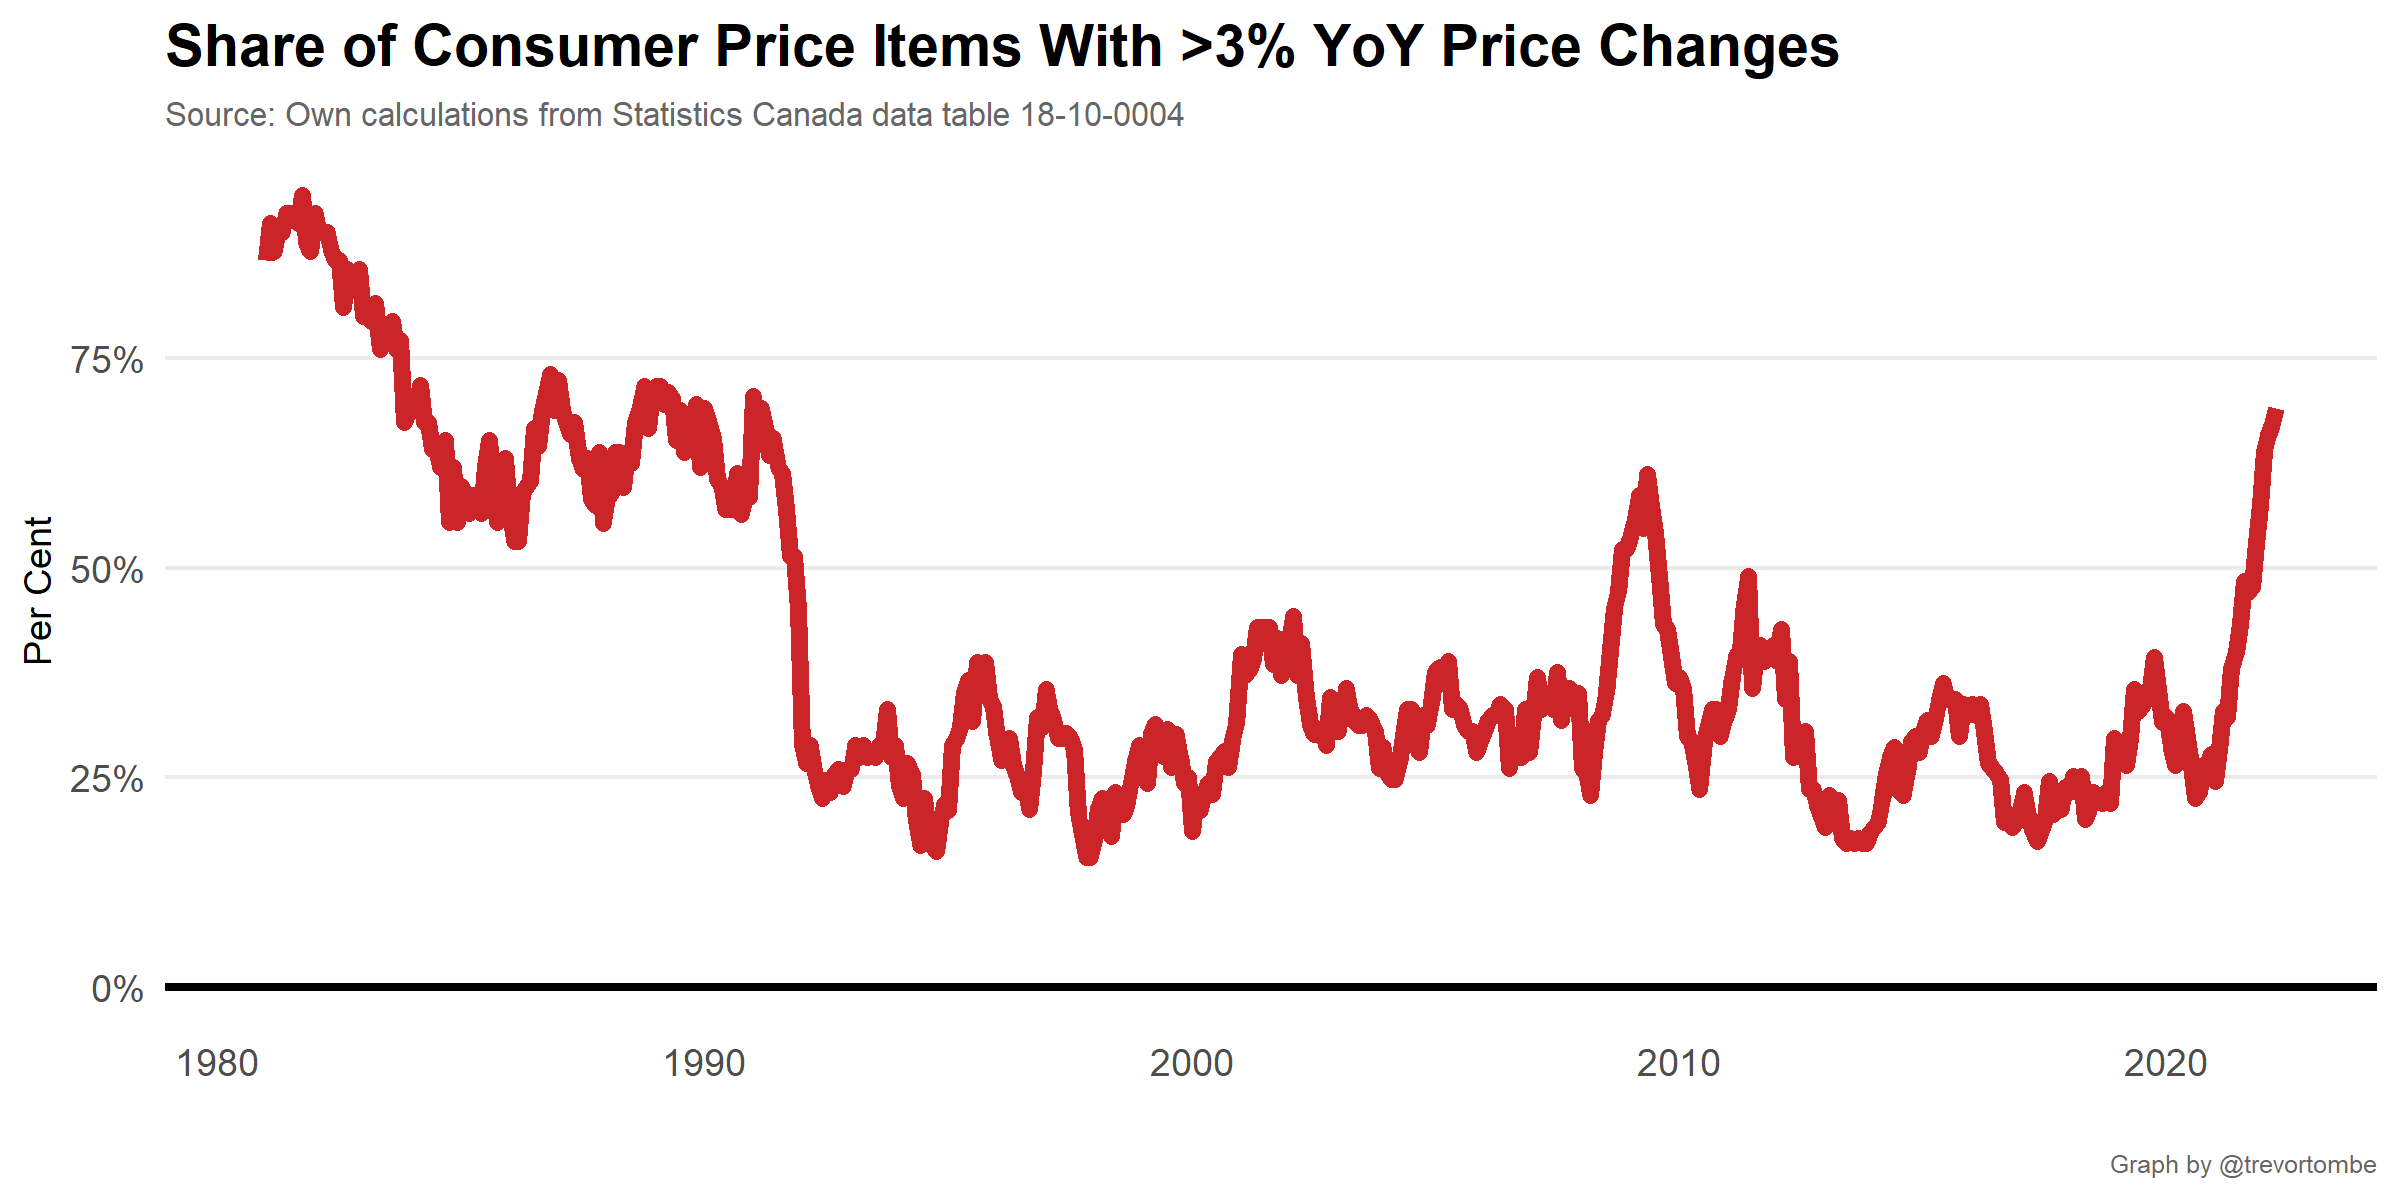 Share of Consumer Price Items With >3% YoY Price Changes
Source: Own calculations from Statistics Canada data table 18-10-0004
Per Cent
75%
50%
25%
0%
1980 1990 2000 2010 2020
Graph by @trevortombe